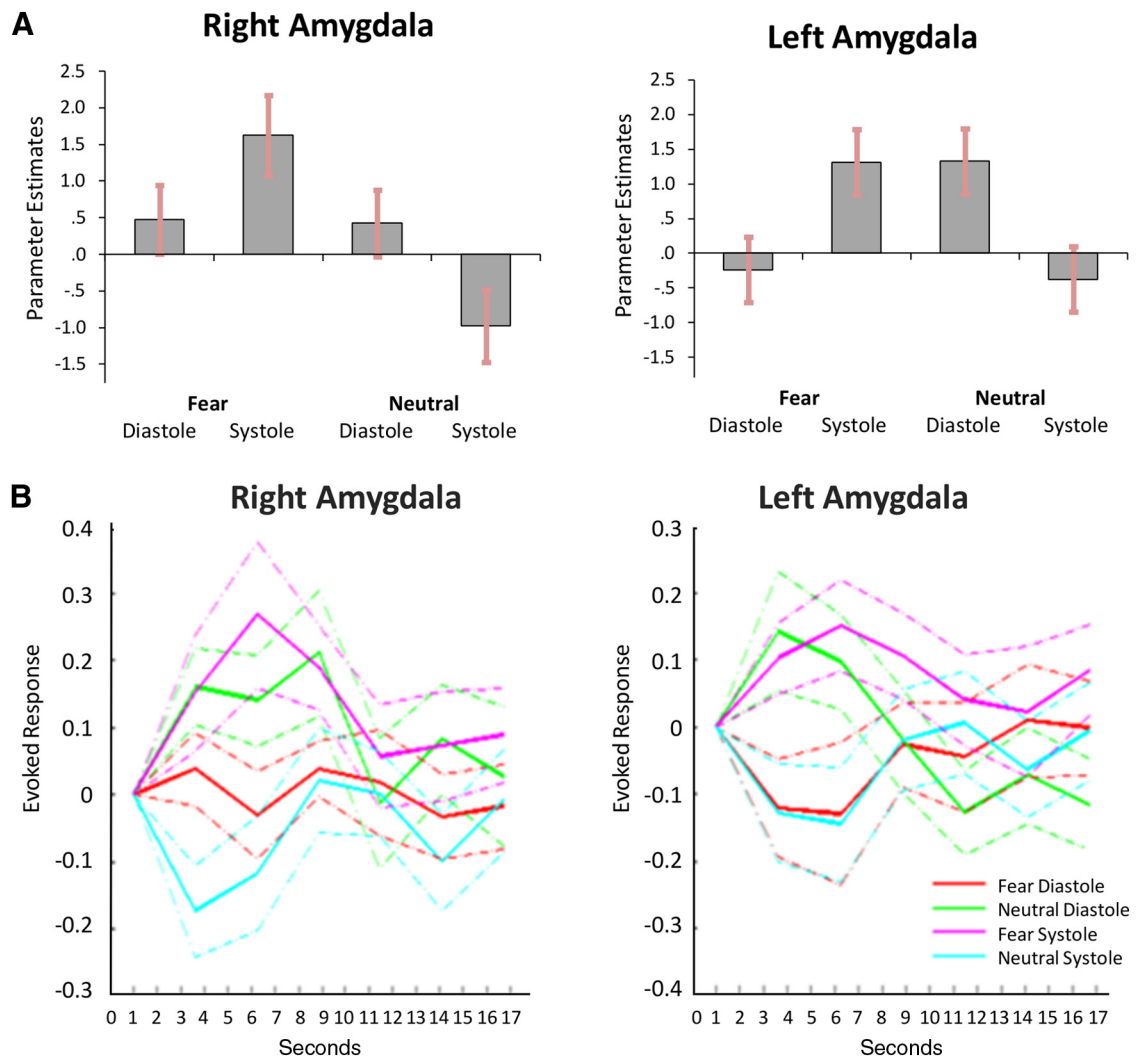 A
Right Amygdala
Left Amygdala
Parameter Estimates
2.5
2.0
1.5
1.0
.5
.0
-.5
-1.0
-1.5
Fear
Neutral
Diastole Systole Diastole Systole
Parameter Estimates
2.5
2.0
1.5
1.0
.5
.0
-.5
-1.0
-1.5
Fear
Neutral
Diastole Systole Diastole Systole
B
Right Amygdala
Left Amygdala
Evoked Response
0.4
0.3
0.2
0.1
0
-0.1
-0.2
-0.3
0 1 2 3 4 5 6 7 8 9 10 11 12 13 14 15 16 17
Seconds
Evoked Response
0.3
0.2
0.1
0
-0.1
-0.2
-0.3
-0.4
Fear Diastole
Neutral Diastole
Fear Systole
Neutral Systole
0 1 2 3 4 5 6 7 9 10 11 12 13 14 15 16 17
Seconds